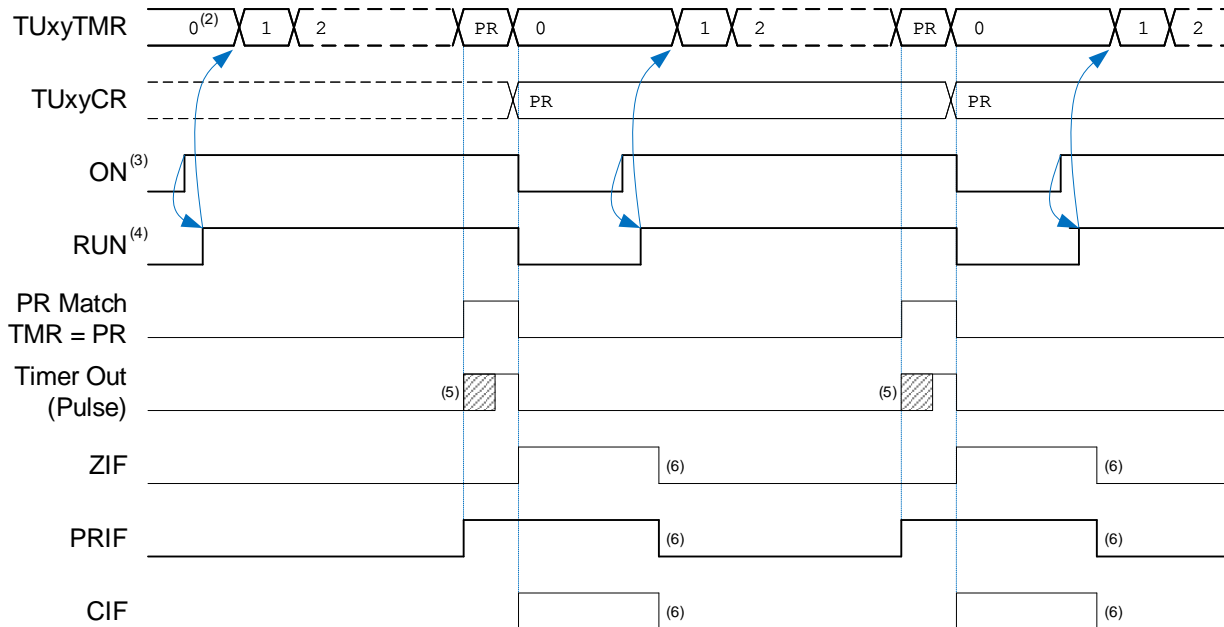 TUxyTMR 0(2) 1 2 PR 0 1 2 PR 0 1 2
TUxyCR PR PR
ON(3)
RUN(4)
PR Match
TMR = PR
Timer Out
(Pulse) (5) (5)
ZIF (6) (6)
PRIF (6) (6)
CIF (6) (6)